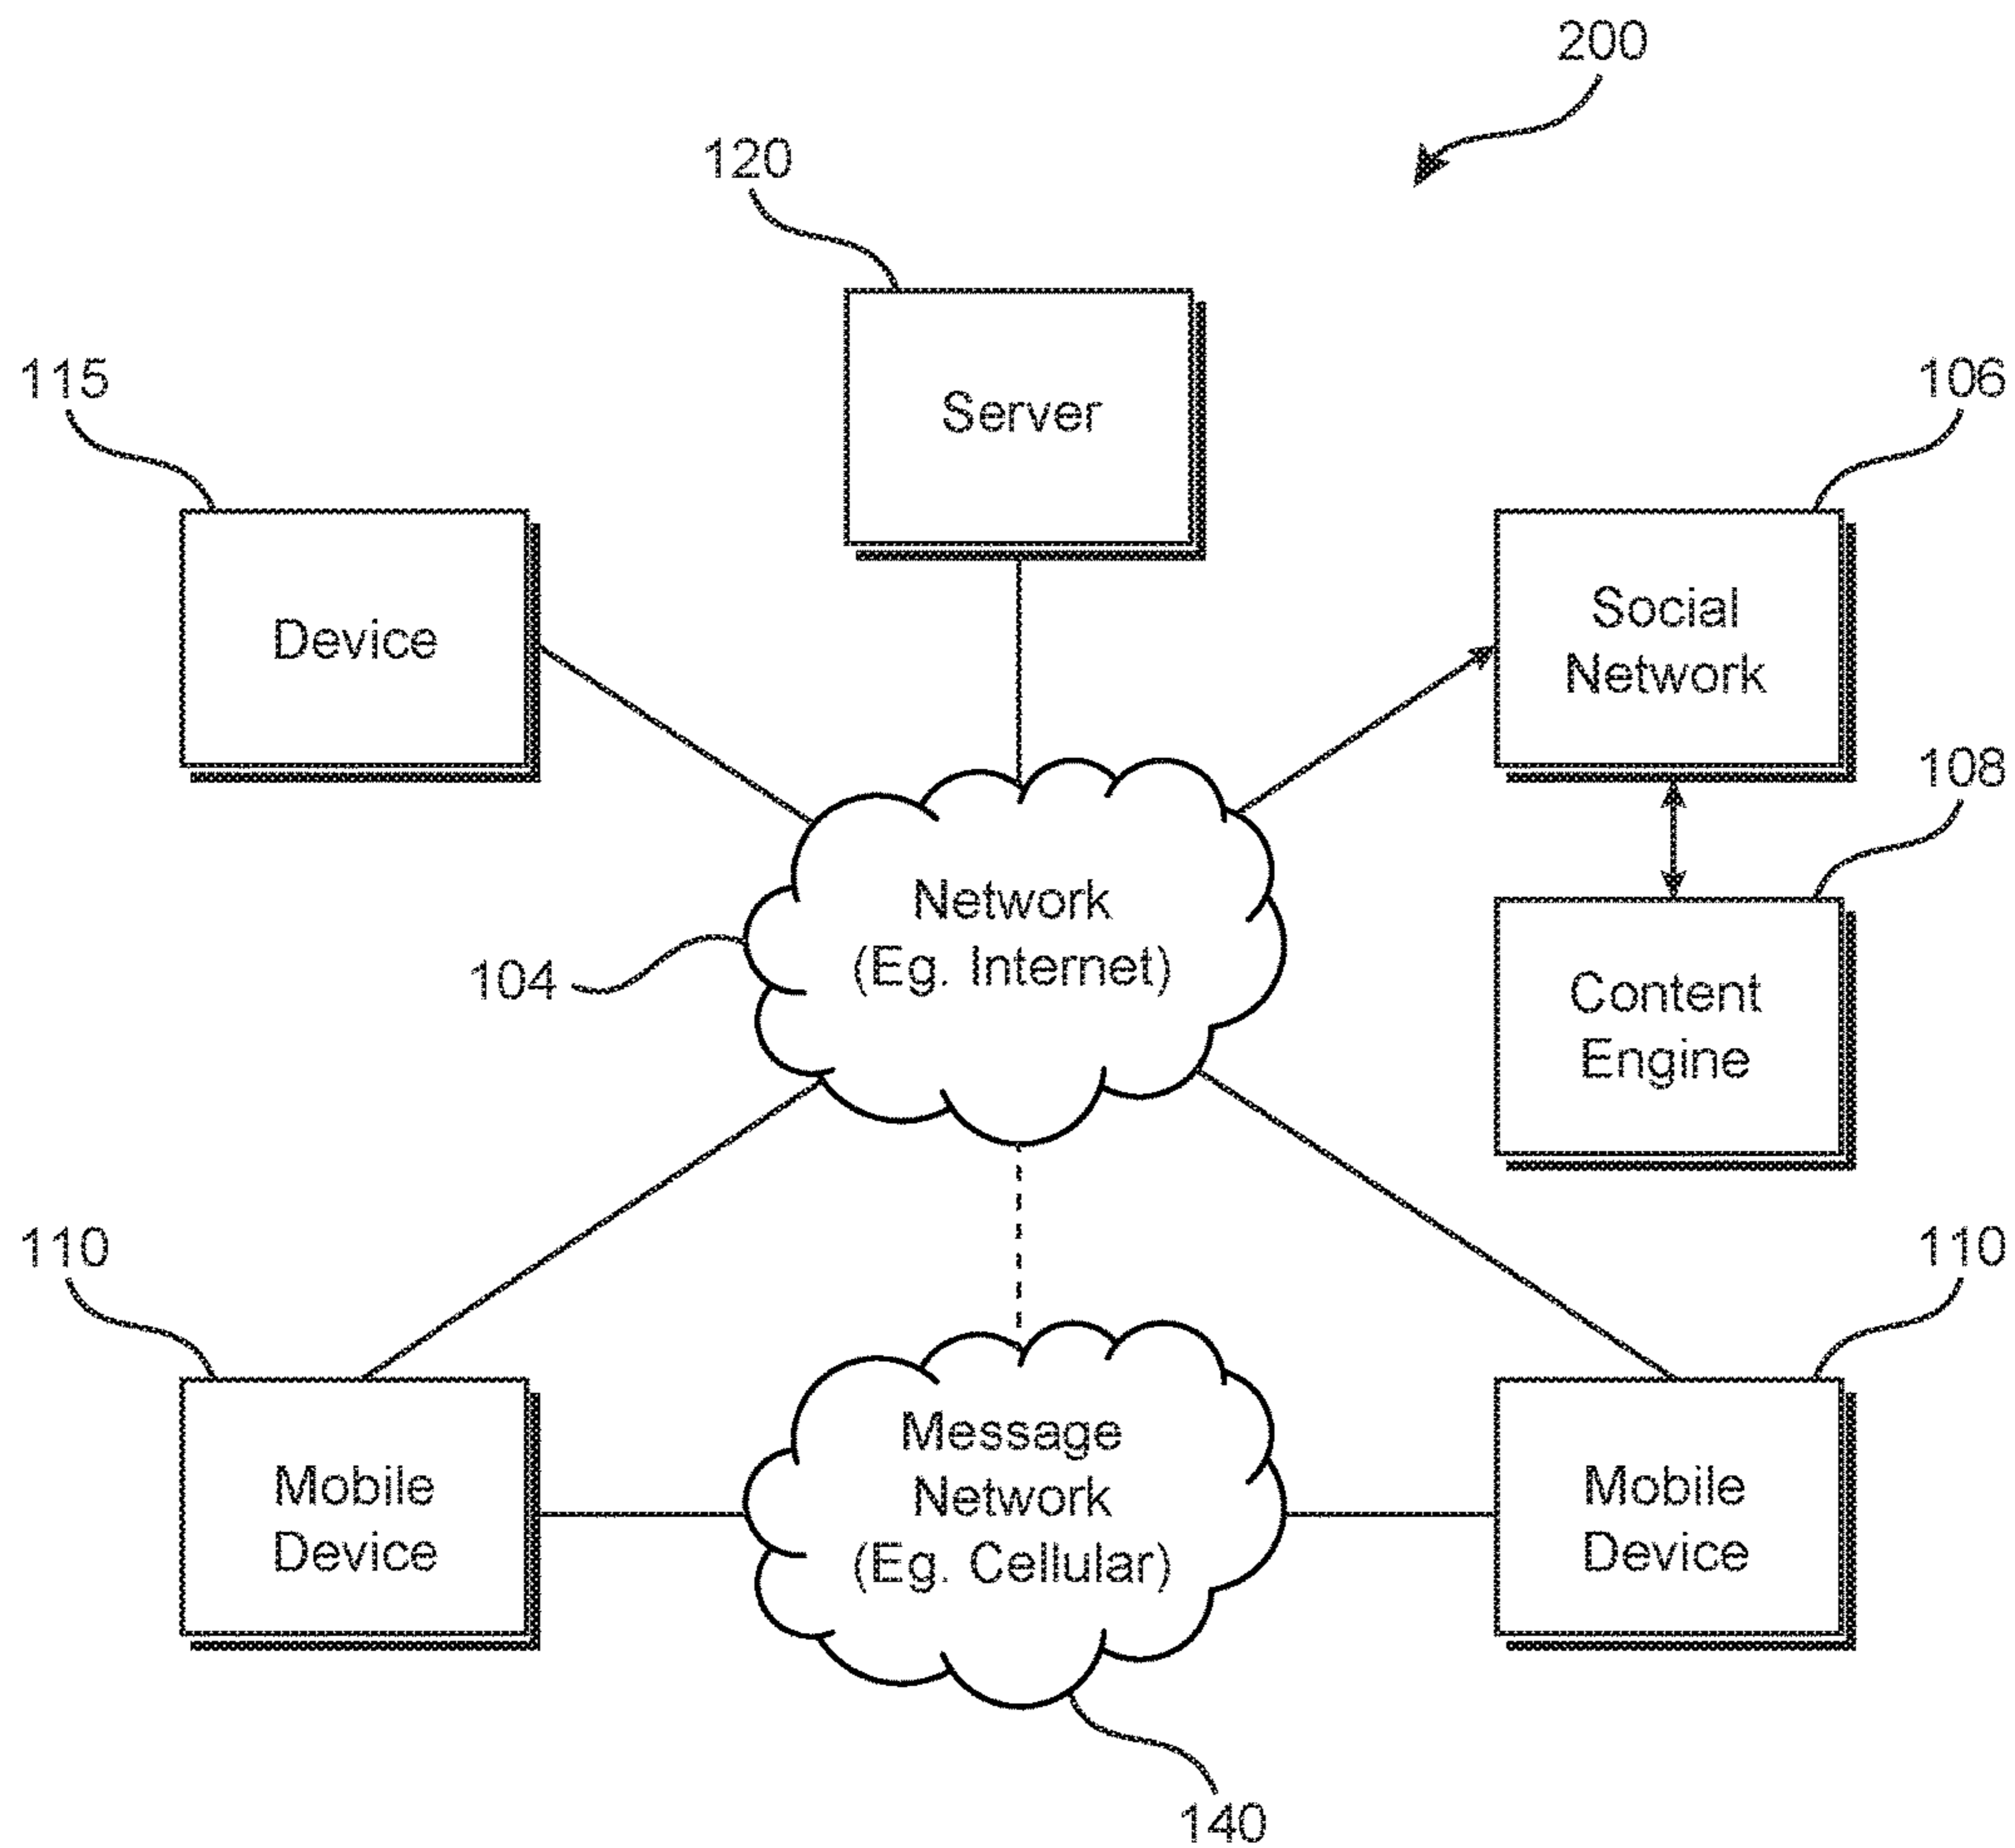 200
120
115
Server
106
Device
Social
Network
108
Network
(Eg. Internet)
104
Content
Engine
110
110
Message
Network
(Eg. Cellular)
Mobile
Device
Mobile
Device
140